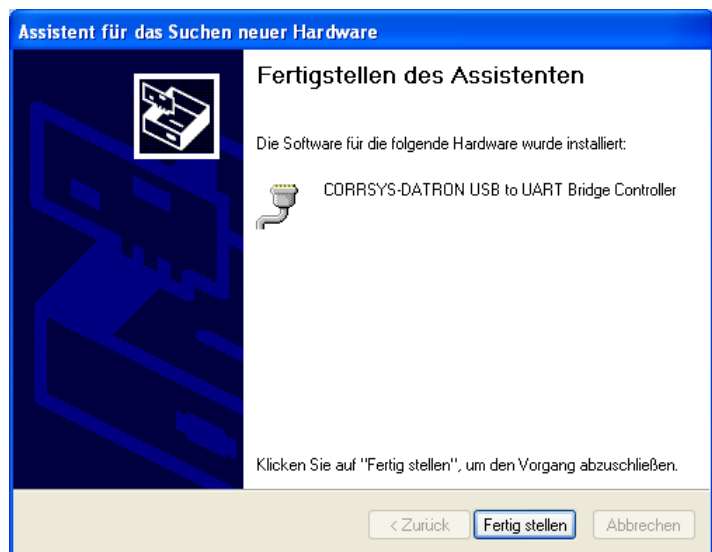 Assistent für das Suchen neuer Hardware
Fertigstellen des Assistenten
Die Software für die folgende Hardware wurde installiert:
CORRSYS-DATRON USB to UART Bridge Controller
Klicken Sie auf "Fertig stellen", um den Vorgang abzuschließen.
< Zurück Fertig stellen Abbrechen